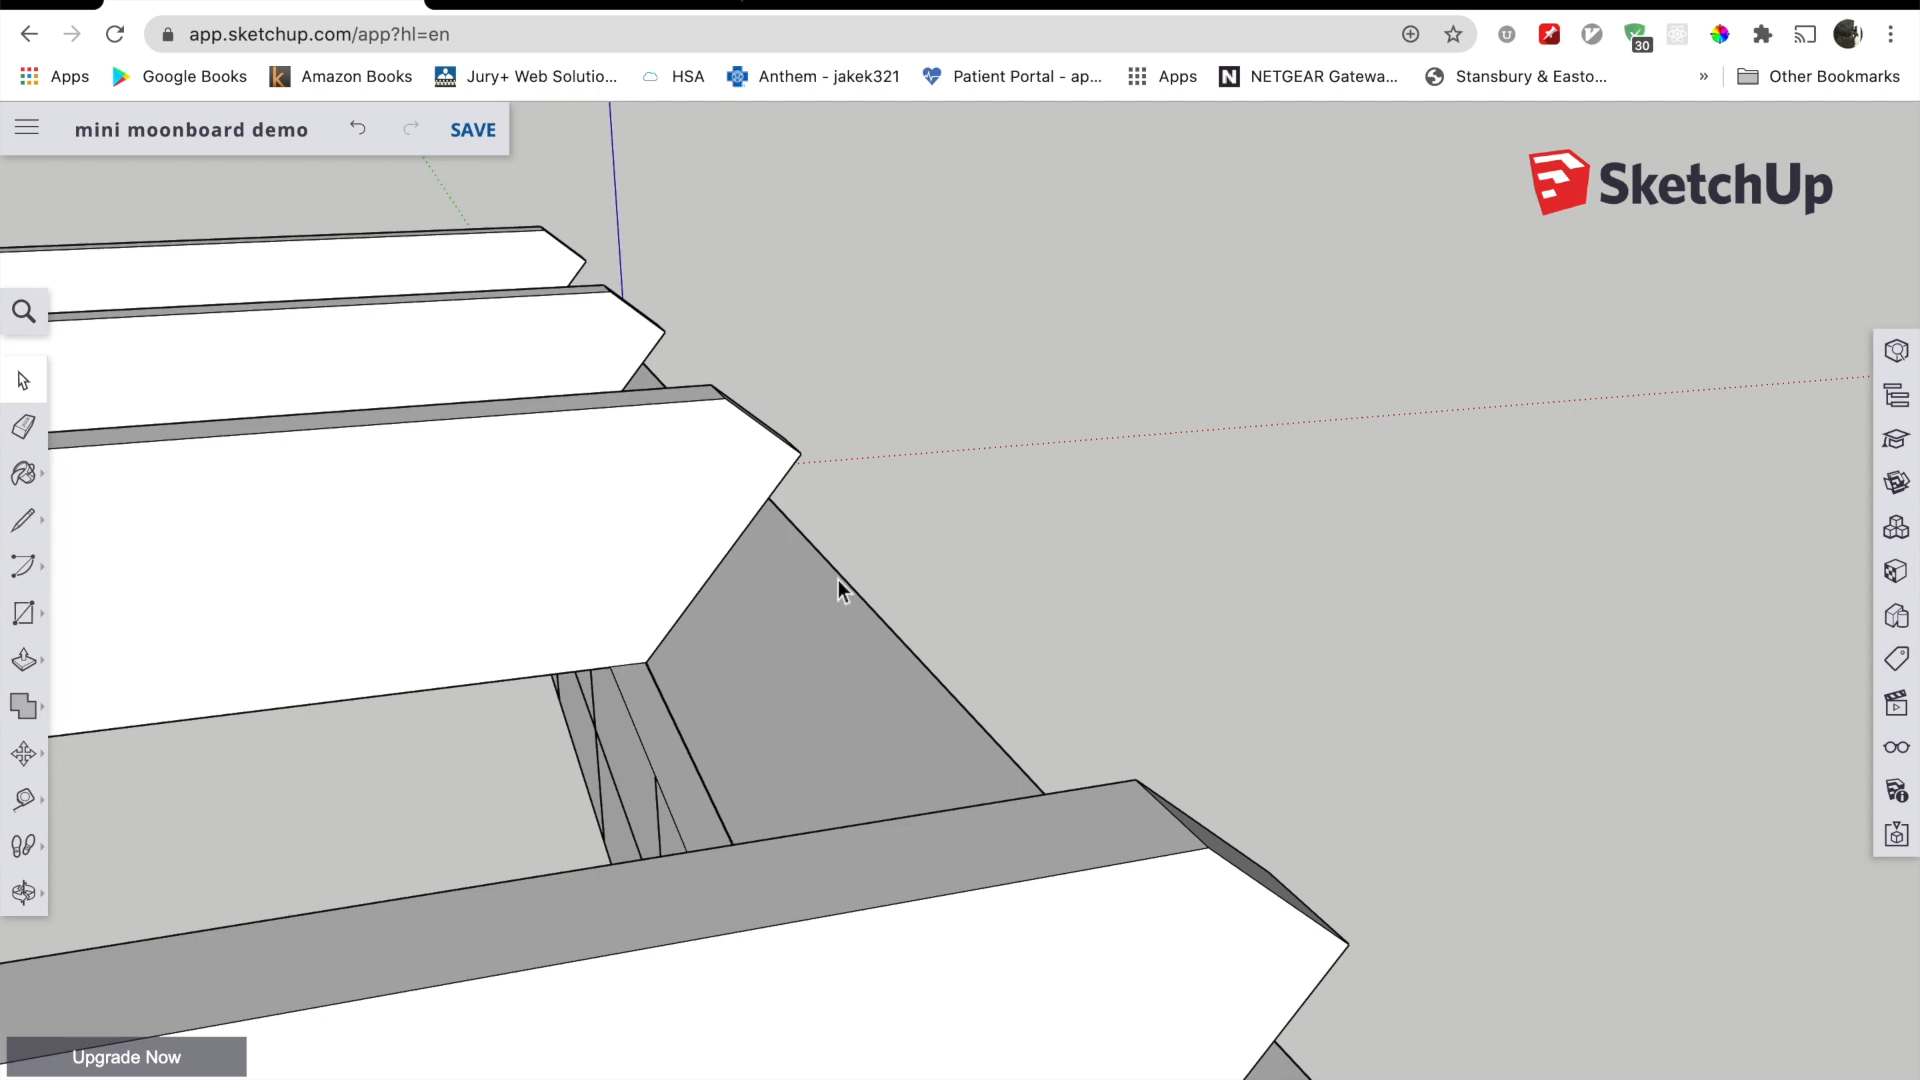 app.sketchup.com/app?hl=en
30
Apps Google Books Amazon Books Jury+ Web Solutio... HSA Anthem - jakek321 Patient Portal - ap... Apps NETGEAR Gatewa... Stansbury & Easto... » Other Bookmarks
mini moonboard demo SAVE
SketchUp
Upgrade Now